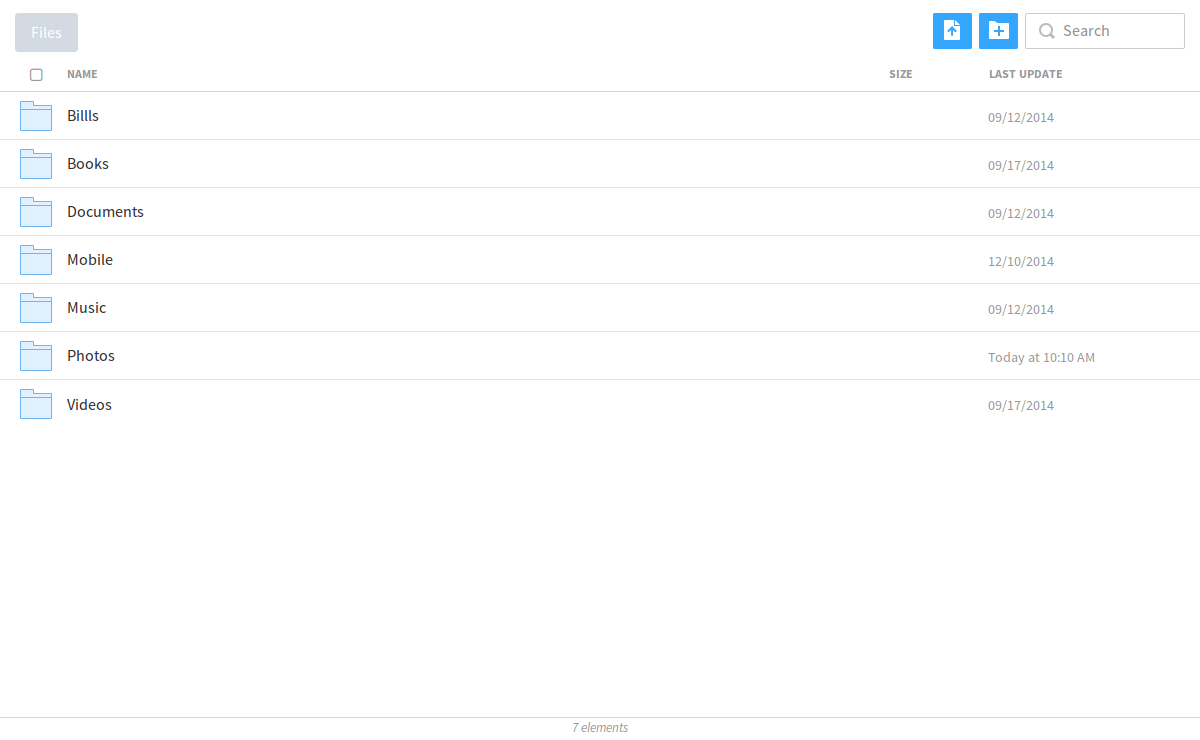 Files
Search
NAME SIZE LAST UPDATE
Billls 09/12/2014
Books 09/17/2014
Documents 09/12/2014
Mobile 12/10/2014
Music 09/12/2014
Photos Today at 10:10 AM
Videos 09/17/2014
7 elements